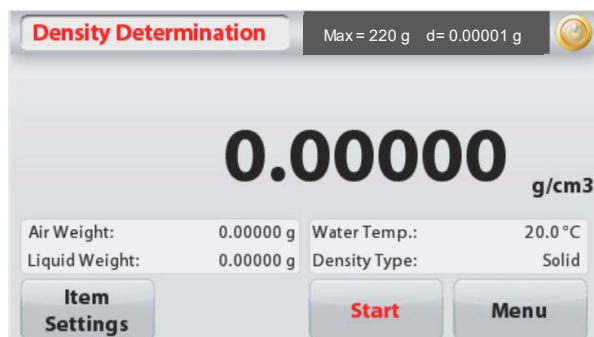 Density Determination
Max = 220 g d= 0.00001 g
0.00000
g/cm3
Air Weight: 0.00000 g
Liquid Weight: 0.00000 g
Water Temp.: 20.0 °C
Density Type: Solid
Item
Settings
Start
Menu